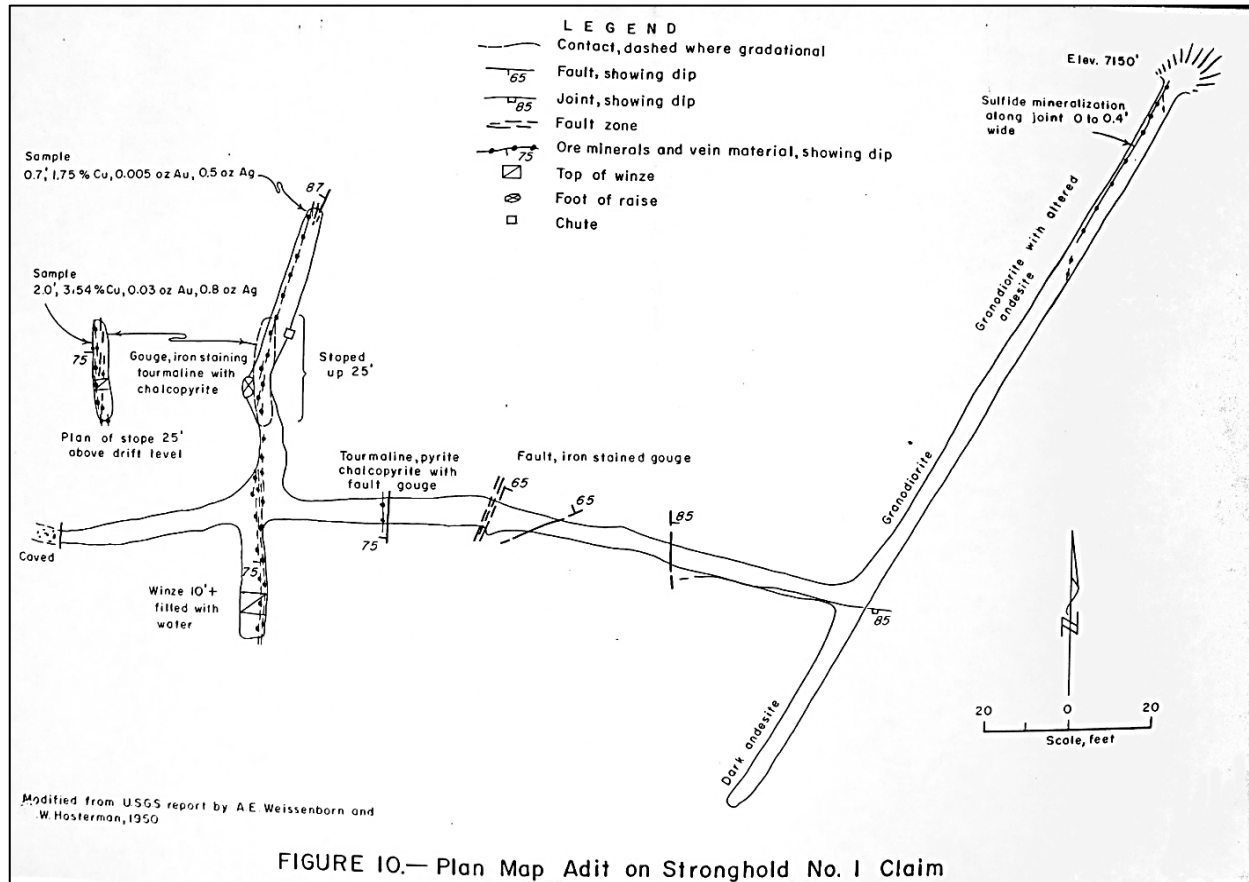 LEGEND
Contact, dashed where gradational
65
Fault, showing dip
85
Joint, showing dip
Fault zone
75
Ore minerals and vein material, showing dip
Top of winze
Foot of raise
Chute
Elev. 7150'
Sulfide mineralization
along joint 0 to 0.4'
wide
Sample
0.7', 1.75 % Cu, 0.005 oz Au, 0.5 oz Ag
87
Sample
2.0', 3.54 % Cu, 0.03 oz Au, 0.8 oz Ag
75
Gouge, iron staining
tourmaline with
chalcopyrite
Stoped
up 25'
Plan of stope 25'
above drift level
Granodiorite with altered
andesite
Tourmaline, pyrite
chalcopyrite with
fault gouge
75
Fault, iron stained gouge
65
65
85
Granodiorite
Caved
75
Winze 10'+
filled with
water
85
Dark andesite
N
20 0 20
Scale, feet
Modified from USGS report by A.E. Weissenborn and
W. Hosterman, 1950
FIGURE 10.— Plan Map Adit on Stronghold No. 1 Claim